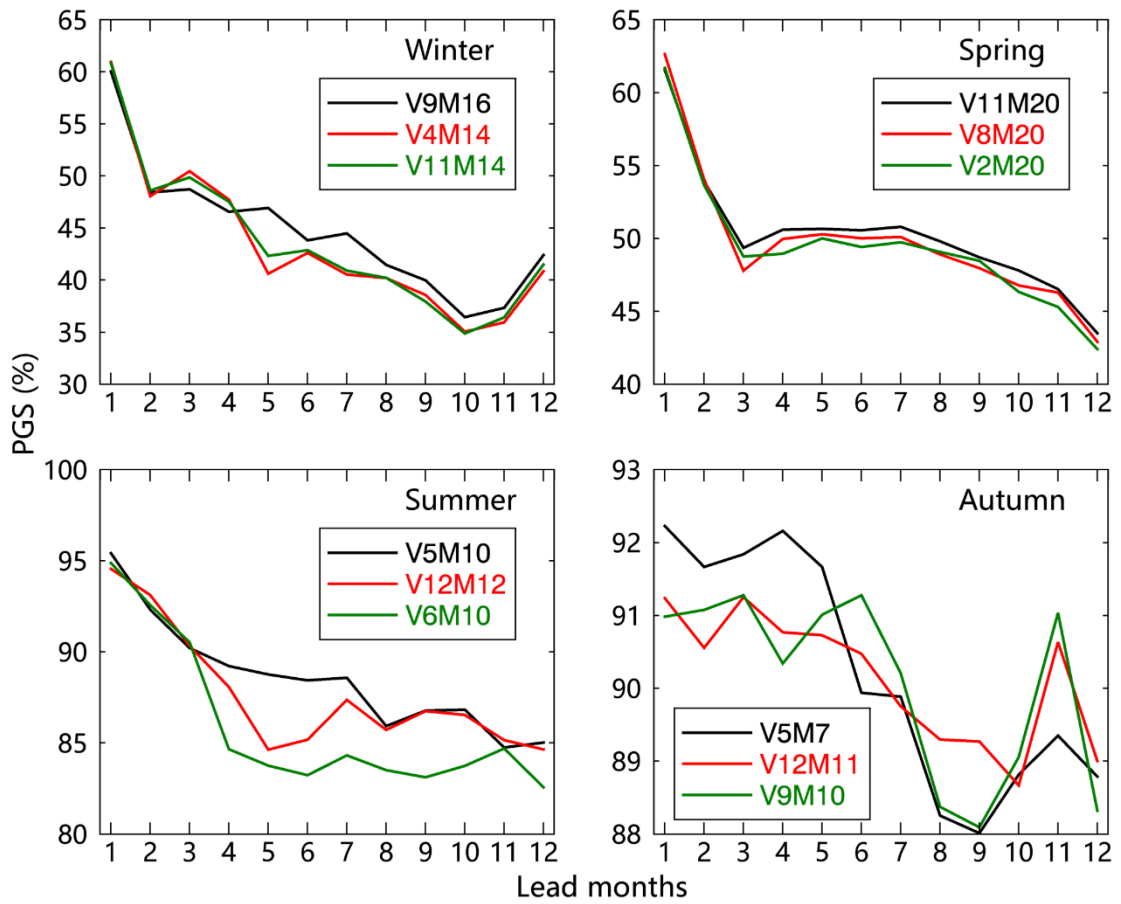 Winter
V9M16
V4M14
V11M14
65
60
55
50
45
40
35
30
1 2 3 4 5 6 7 8 9 10 11 12
Spring
V11M20
V8M20
V2M20
65
60
55
50
45
40
1 2 3 4 5 6 7 8 9 10 11 12
PGS (%)
Summer
V5M10
V12M12
V6M10
100
95
90
85
80
1 2 3 4 5 6 7 8 9 10 11 12
Autumn
V5M7
V12M11
V9M10
93
92
91
90
89
88
1 2 3 4 5 6 7 8 9 10 11 12
Lead months